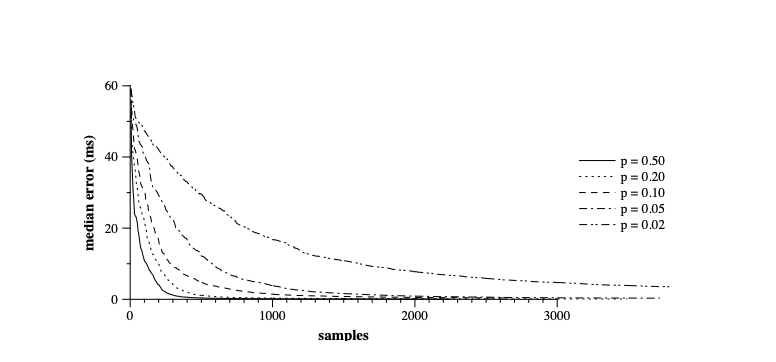 60
40
20
0
median error (ms)
0 1000 2000 3000
samples
p = 0.50
p = 0.20
p = 0.10
p = 0.05
p = 0.02